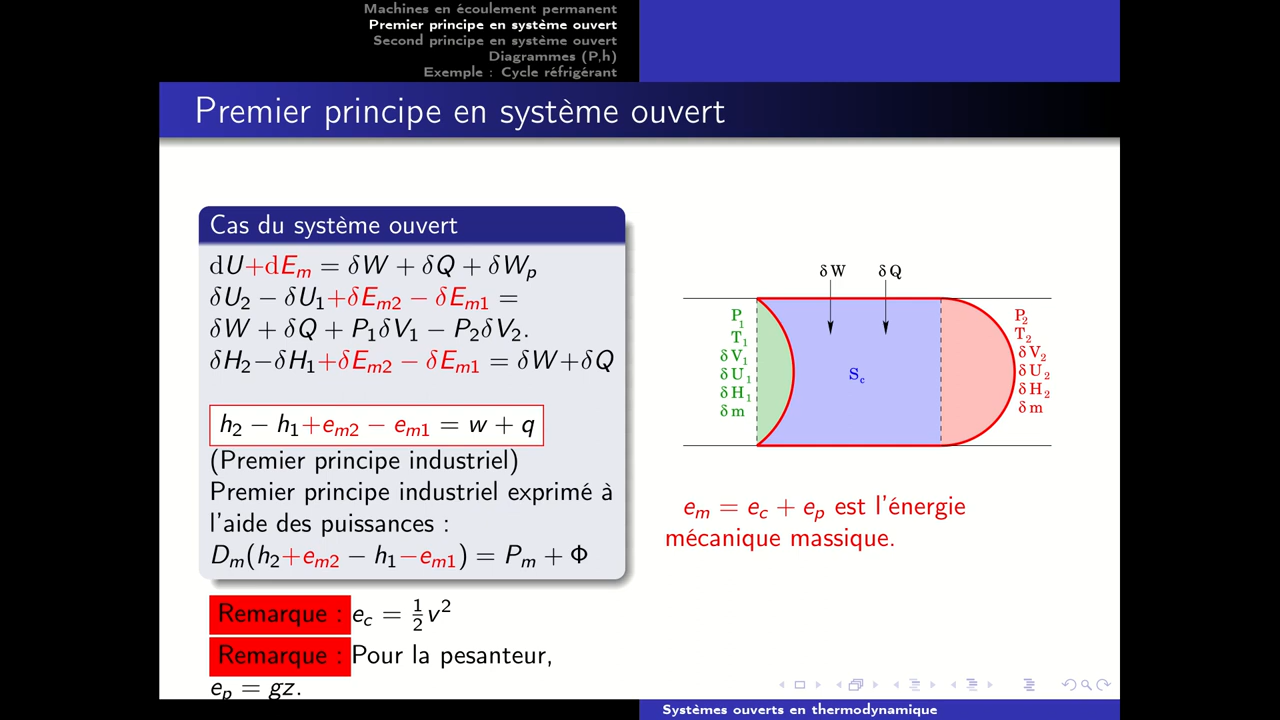 Machines en écoulement permanent
Premier principe en système ouvert
Second principe en système ouvert
Diagrammes (P,h)
Exemple : Cycle réfrigérant
Premier principe en système ouvert
Cas du système ouvert
dU+dE_m = δW + δQ + δW_p
δU_2 − δU_1+δE_m2 − δE_m1 =
δW + δQ + P_1δV_1 − P_2δV_2.
δH_2−δH_1+δE_m2 − δE_m1 = δW+δQ
h_2 − h_1+e_m2 − e_m1 = w + q
(Premier principe industriel)
Premier principe industriel exprimé à
l'aide des puissances :
D_m(h_2+e_m2 − h_1−e_m1) = P_m + Φ
Remarque : e_c = ½v²
Remarque : Pour la pesanteur,
e_p = gz.
δW δQ
P_1
T_1
δV_1
δU_1
δH_1
δm
S_c
P_2
T_2
δV_2
δU_2
δH_2
δm
e_m = e_c + e_p est l'énergie
mécanique massique.
Systèmes ouverts en thermodynamique